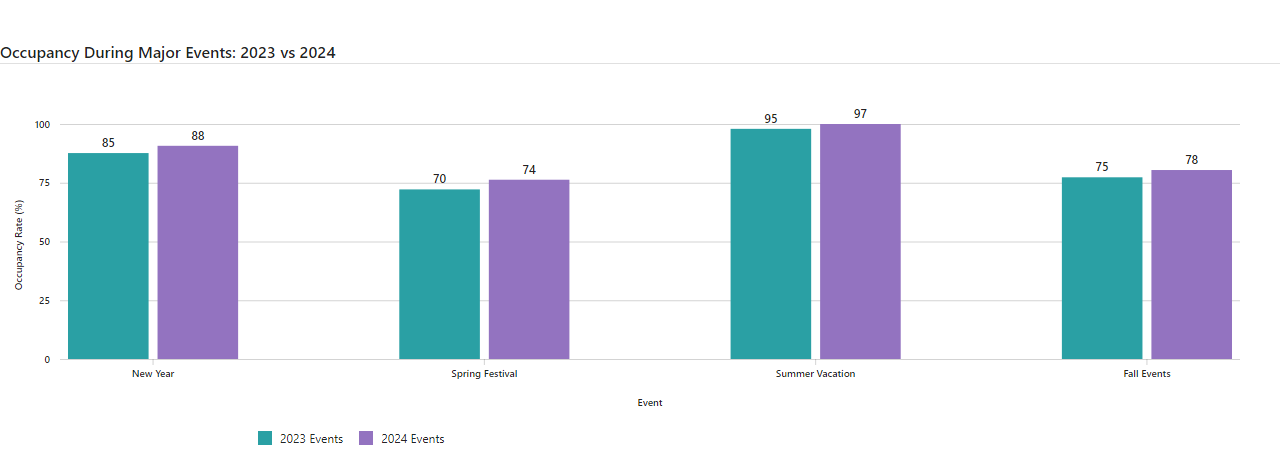 Occupancy During Major Events: 2023 vs 2024
Occupancy Rate (%)
100
75
50
25
0
85
88
70
74
95
97
75
78
New Year
Spring Festival
Summer Vacation
Fall Events
Event
2023 Events
2024 Events